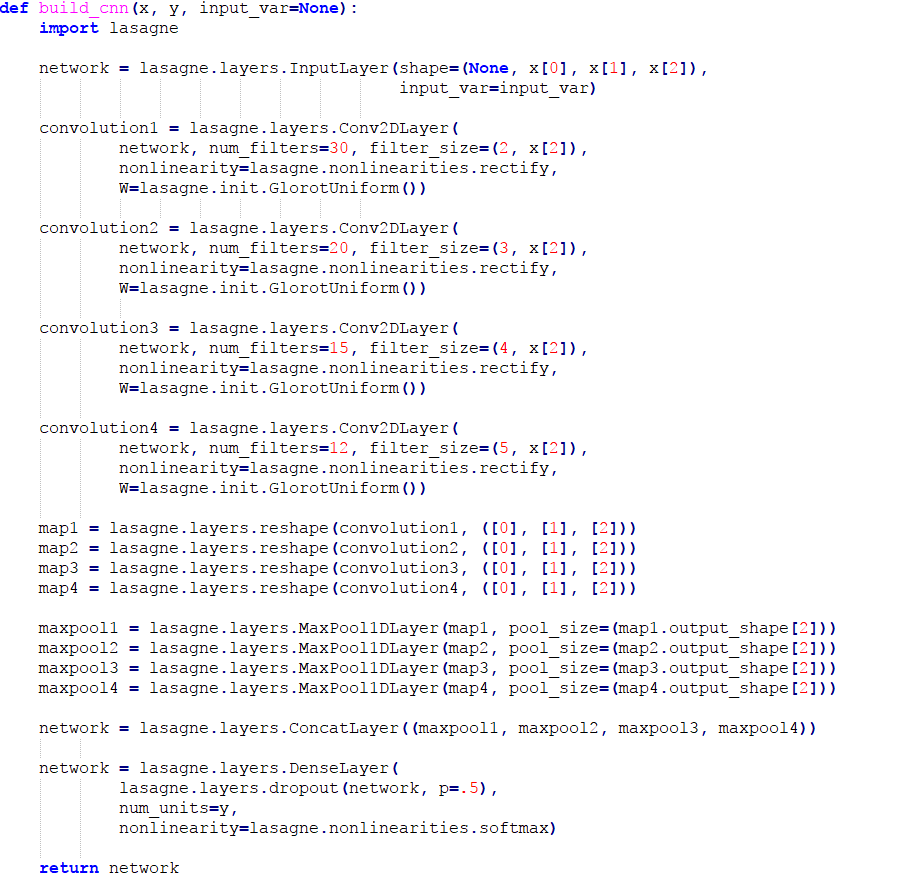 def build_cnn(x, y, input_var=None):
    import lasagne

    network = lasagne.layers.InputLayer(shape=(None, x[0], x[1], x[2]),
                                        input_var=input_var)

    convolution1 = lasagne.layers.Conv2DLayer(
            network, num_filters=30, filter_size=(2, x[2]),
            nonlinearity=lasagne.nonlinearities.rectify,
            W=lasagne.init.GlorotUniform())

    convolution2 = lasagne.layers.Conv2DLayer(
            network, num_filters=20, filter_size=(3, x[2]),
            nonlinearity=lasagne.nonlinearities.rectify,
            W=lasagne.init.GlorotUniform())

    convolution3 = lasagne.layers.Conv2DLayer(
            network, num_filters=15, filter_size=(4, x[2]),
            nonlinearity=lasagne.nonlinearities.rectify,
            W=lasagne.init.GlorotUniform())

    convolution4 = lasagne.layers.Conv2DLayer(
            network, num_filters=12, filter_size=(5, x[2]),
            nonlinearity=lasagne.nonlinearities.rectify,
            W=lasagne.init.GlorotUniform())

    map1 = lasagne.layers.reshape(convolution1, ([0], [1], [2]))
    map2 = lasagne.layers.reshape(convolution2, ([0], [1], [2]))
    map3 = lasagne.layers.reshape(convolution3, ([0], [1], [2]))
    map4 = lasagne.layers.reshape(convolution4, ([0], [1], [2]))

    maxpool1 = lasagne.layers.MaxPool1DLayer(map1, pool_size=(map1.output_shape[2]))
    maxpool2 = lasagne.layers.MaxPool1DLayer(map2, pool_size=(map2.output_shape[2]))
    maxpool3 = lasagne.layers.MaxPool1DLayer(map3, pool_size=(map3.output_shape[2]))
    maxpool4 = lasagne.layers.MaxPool1DLayer(map4, pool_size=(map4.output_shape[2]))

    network = lasagne.layers.ConcatLayer((maxpool1, maxpool2, maxpool3, maxpool4))

    network = lasagne.layers.DenseLayer(
            lasagne.layers.dropout(network, p=.5),
            num_units=y,
            nonlinearity=lasagne.nonlinearities.softmax)

    return network